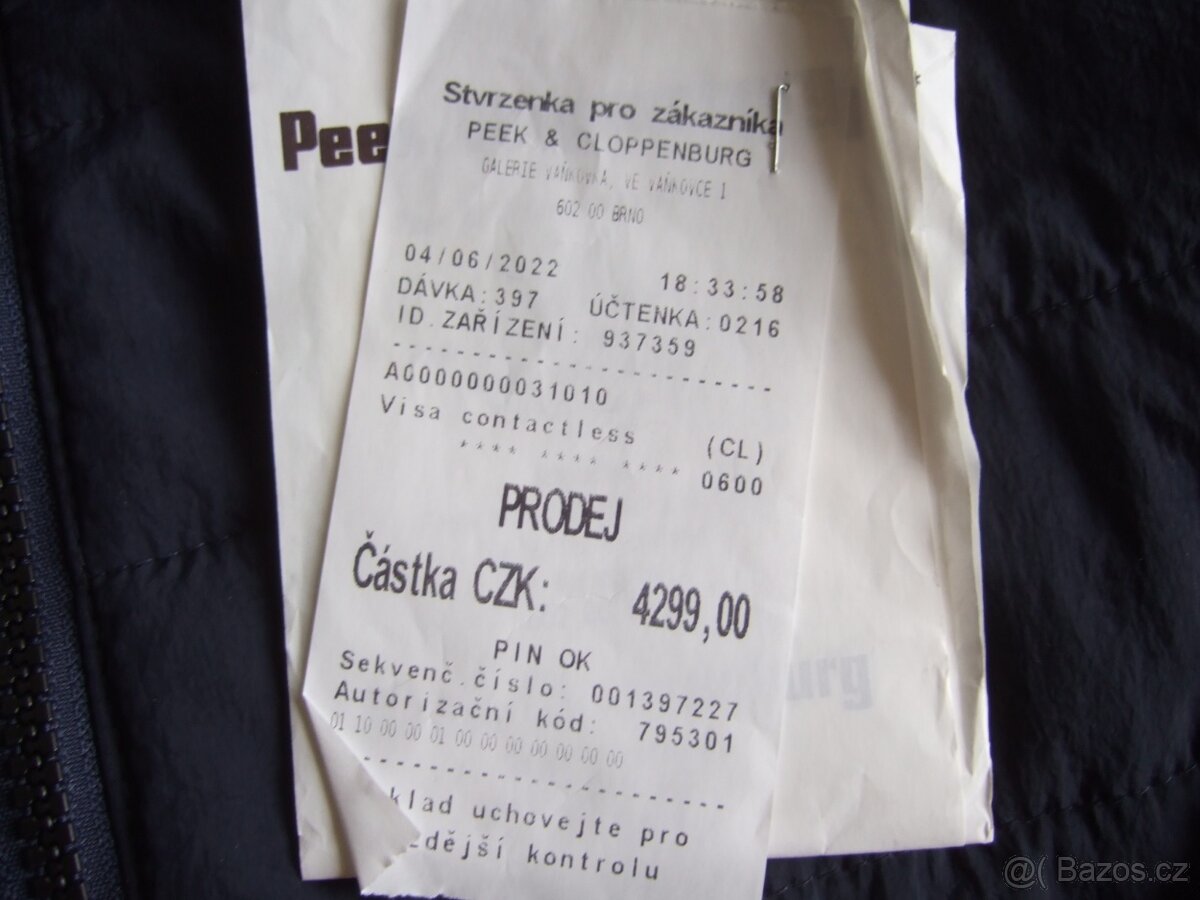 Pee
Stvrzenka pro zákazníka
PEEK & CLOPPENBURG
GALERIE VAŇKOVKA, VE VAŇKOVCE 1
602 00 BRNO
04/06/2022 18:33:58
DÁVKA:397 ÚČTENKA:0216
ID.ZAŘÍZENÍ: 937359
A0000000031010
Visa contactless (CL)
**** **** **** 0600
PRODEJ
Částka CZK: 4299,00
PIN OK
Sekvenč.číslo: 001397227
Autorizační kód: 795301
01 10 00 00 01 00 00 00 00 00 00 00
klad uchovejte pro
zdější kontrolu
urg
@( Bazos.cz